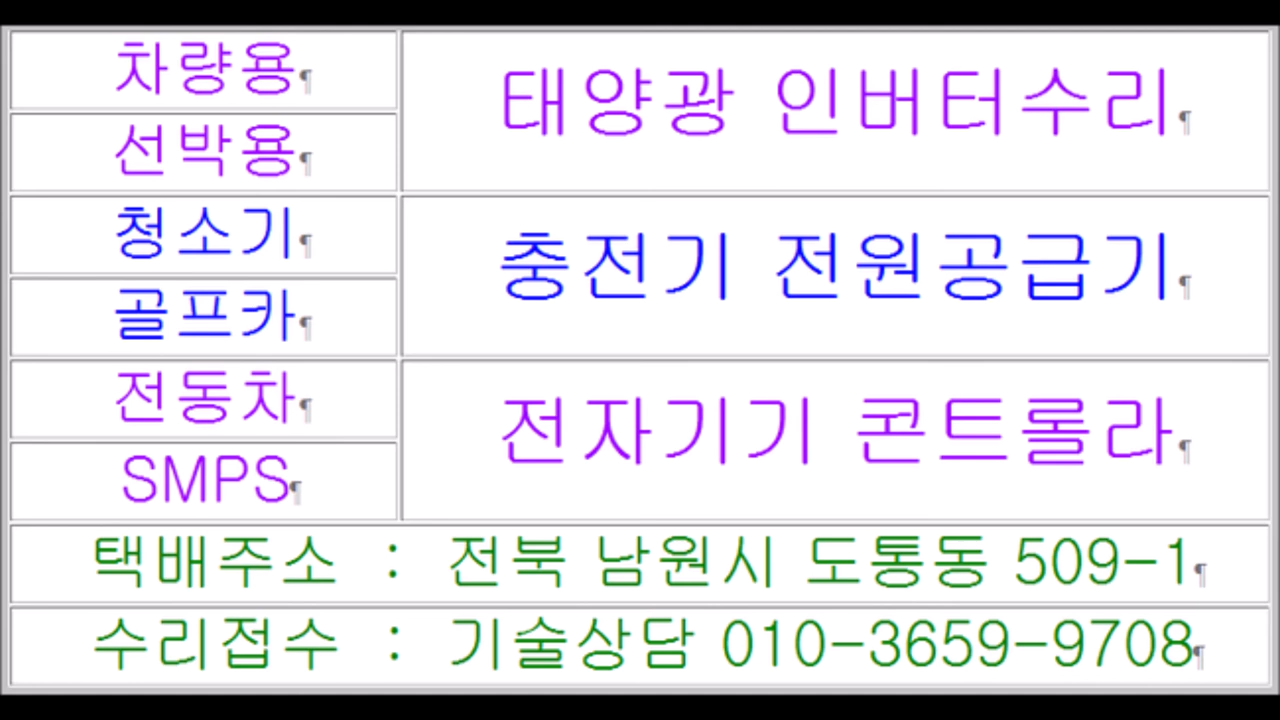 차량용
선박용
태양광 인버터수리
청소기
골프카
충전기 전원공급기
전동차
SMPS
전자기기 콘트롤라
택배주소 : 전북 남원시 도통동 509-1
수리접수 : 기술상담 010-3659-9708